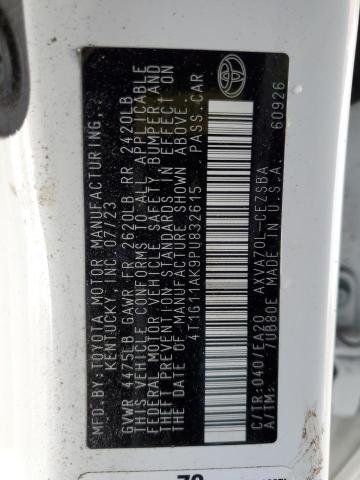 MFD. BY: TOYOTA MOTOR MANUFACTURING,
KENTUCKY, INC. 07/23
GVWR 4475LB GAWR FR 2620LB RR 2420LB
THIS VEHICLE CONFORMS TO ALL APPLICABLE
FEDERAL MOTOR VEHICLE SAFETY, BUMPER AND
THEFT PREVENTION STANDARDS IN EFFECT ON
THE DATE OF MANUFACTURE SHOWN ABOVE.
4T1G11AK9PU832615 PASS.CAR
C/TR:040/EA20 AXVA70L-CEZSBA
A/TM: /UB80E MADE IN U.S.A.
60926